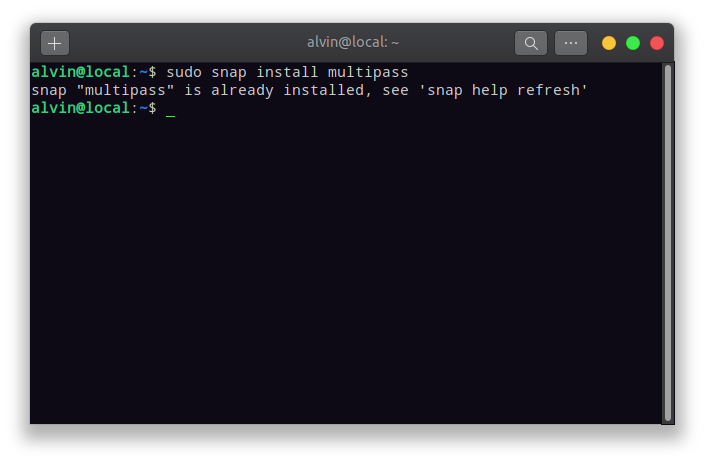 alvin@local: ~
alvin@local:~$ sudo snap install multipass
snap "multipass" is already installed, see 'snap help refresh'
alvin@local:~$ _